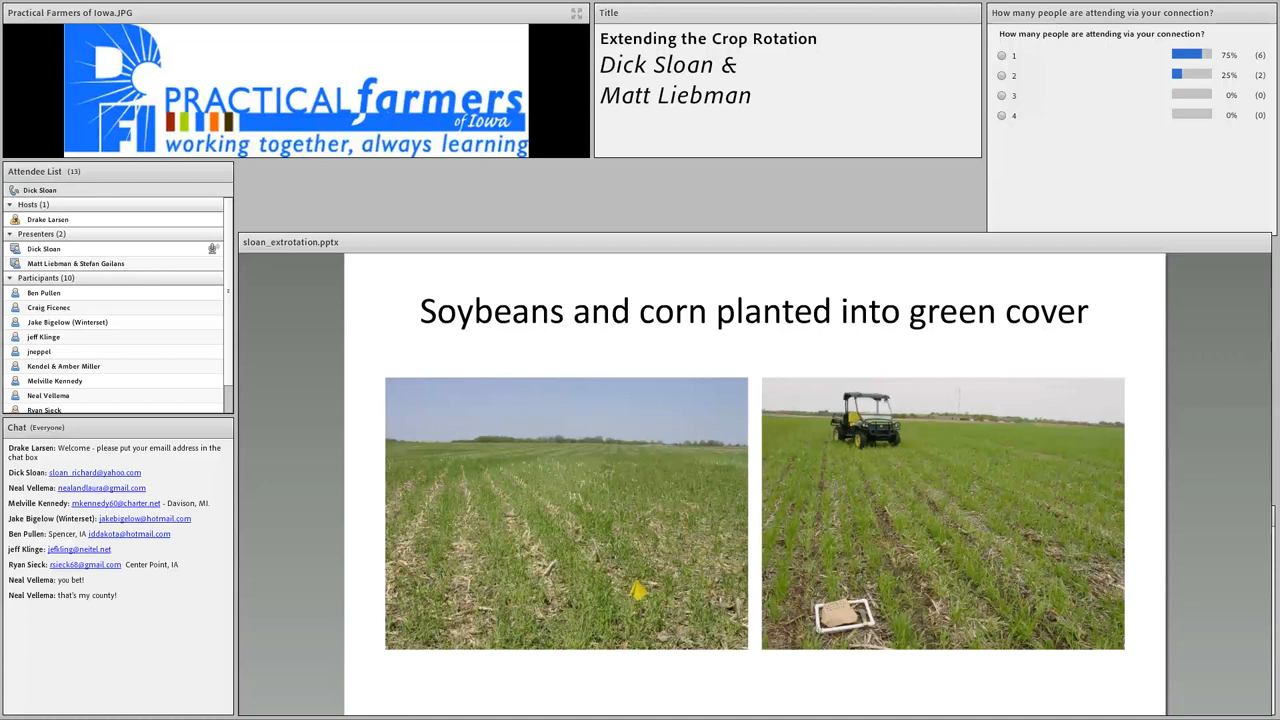 Practical Farmers of Iowa.JPG
PRACTICAL farmers
of Iowa
working together, always learning
Title
Extending the Crop Rotation
Dick Sloan &
Matt Liebman
How many people are attending via your connection?
How many people are attending via your connection?
1 75% (6)
2 25% (2)
3 0% (0)
4 0% (0)
Attendee List (13)
Dick Sloan
Hosts (1)
Drake Larsen
Presenters (2)
Dick Sloan
Matt Liebman & Stefan Gailans
Participants (10)
Ben Pullen
Craig Ficenec
Jake Bigelow (Winterset)
jeff Klinge
jneppel
Kendel & Amber Miller
Melville Kennedy
Neal Vellema
Ryan Sieck
Chat (Everyone)
Drake Larsen: Welcome - please put your emaill address in the
chat box
Dick Sloan: sloan_richard@yahoo.com
Neal Vellema: nealandlaura@gmail.com
Melville Kennedy: mkennedy60@charter.net - Davison, MI.
Jake Bigelow (Winterset): jakebigelow@hotmail.com
Ben Pullen: Spencer, IA iddakota@hotmail.com
jeff Klinge: jefkling@neitel.net
Ryan Sieck: rsieck68@gmail.com Center Point, IA
Neal Vellema: you bet!
Neal Vellema: that's my county!
sloan_extrotation.pptx
Soybeans and corn planted into green cover